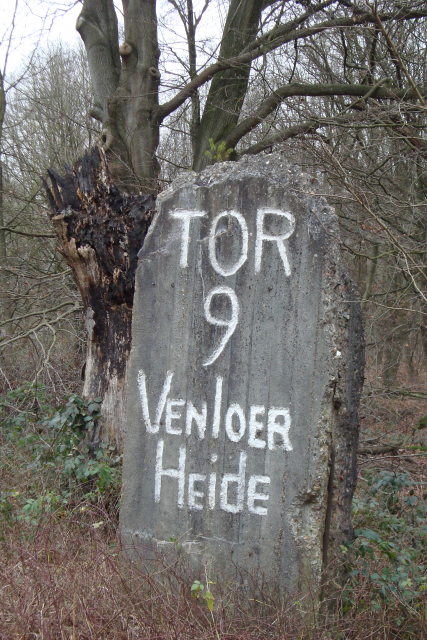 TOR
9
Venloer
Heide